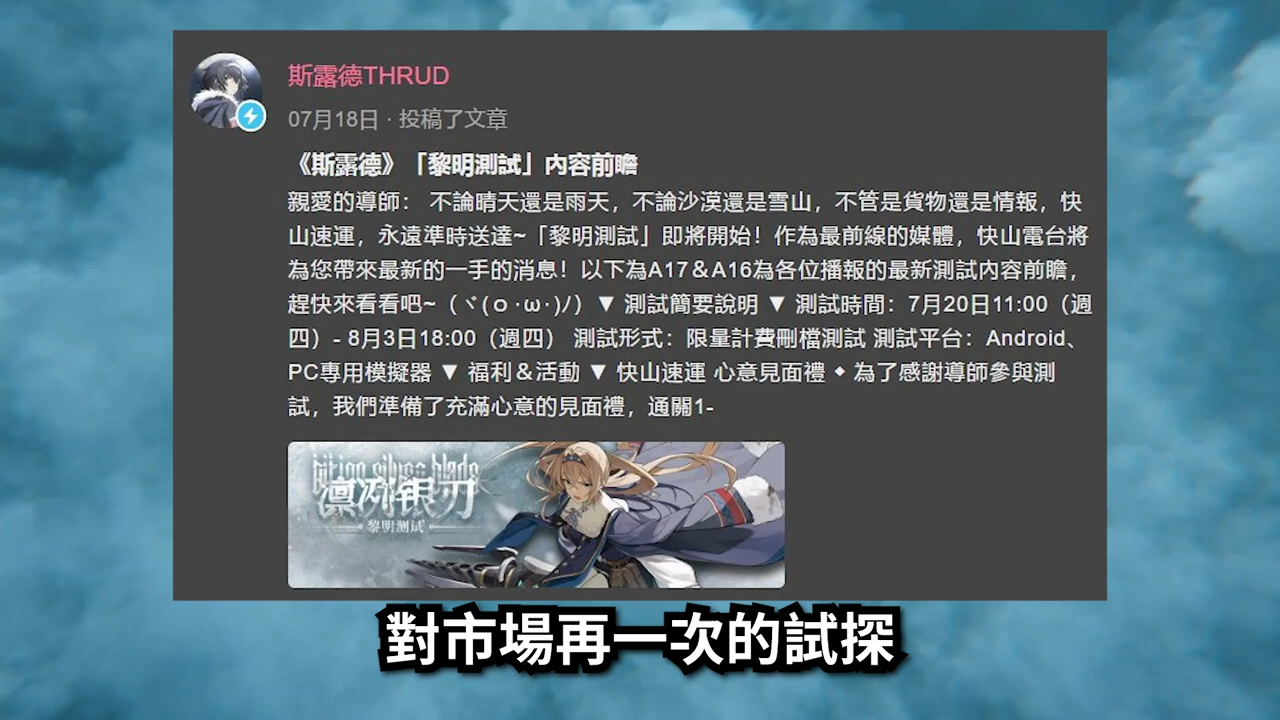 斯露德THRUD
07月18日 · 投稿了文章
《斯露德》「黎明測試」內容前瞻
親愛的導師： 不論晴天還是雨天，不論沙漠還是雪山，不管是貨物還是情報，快
山速運，永遠準時送達~「黎明測試」即將開始！作為最前線的媒體，快山電台將
為您帶來最新的一手的消息！以下為A17＆A16為各位播報的最新測試內容前瞻，
趕快來看看吧~（ヾ(ｏ･ω･)ﾉ）▼ 測試簡要說明 ▼ 測試時間：7月20日11:00（週
四）- 8月3日18:00（週四） 測試形式：限量計費刪檔測試 測試平台：Android、
PC專用模擬器 ▼ 福利＆活動 ▼ 快山速運 心意見面禮 ◆ 為了感謝導師參與測
試，我們準備了充滿心意的見面禮，通關1-
凛冽银刃
黎明测试
對市場再一次的試探